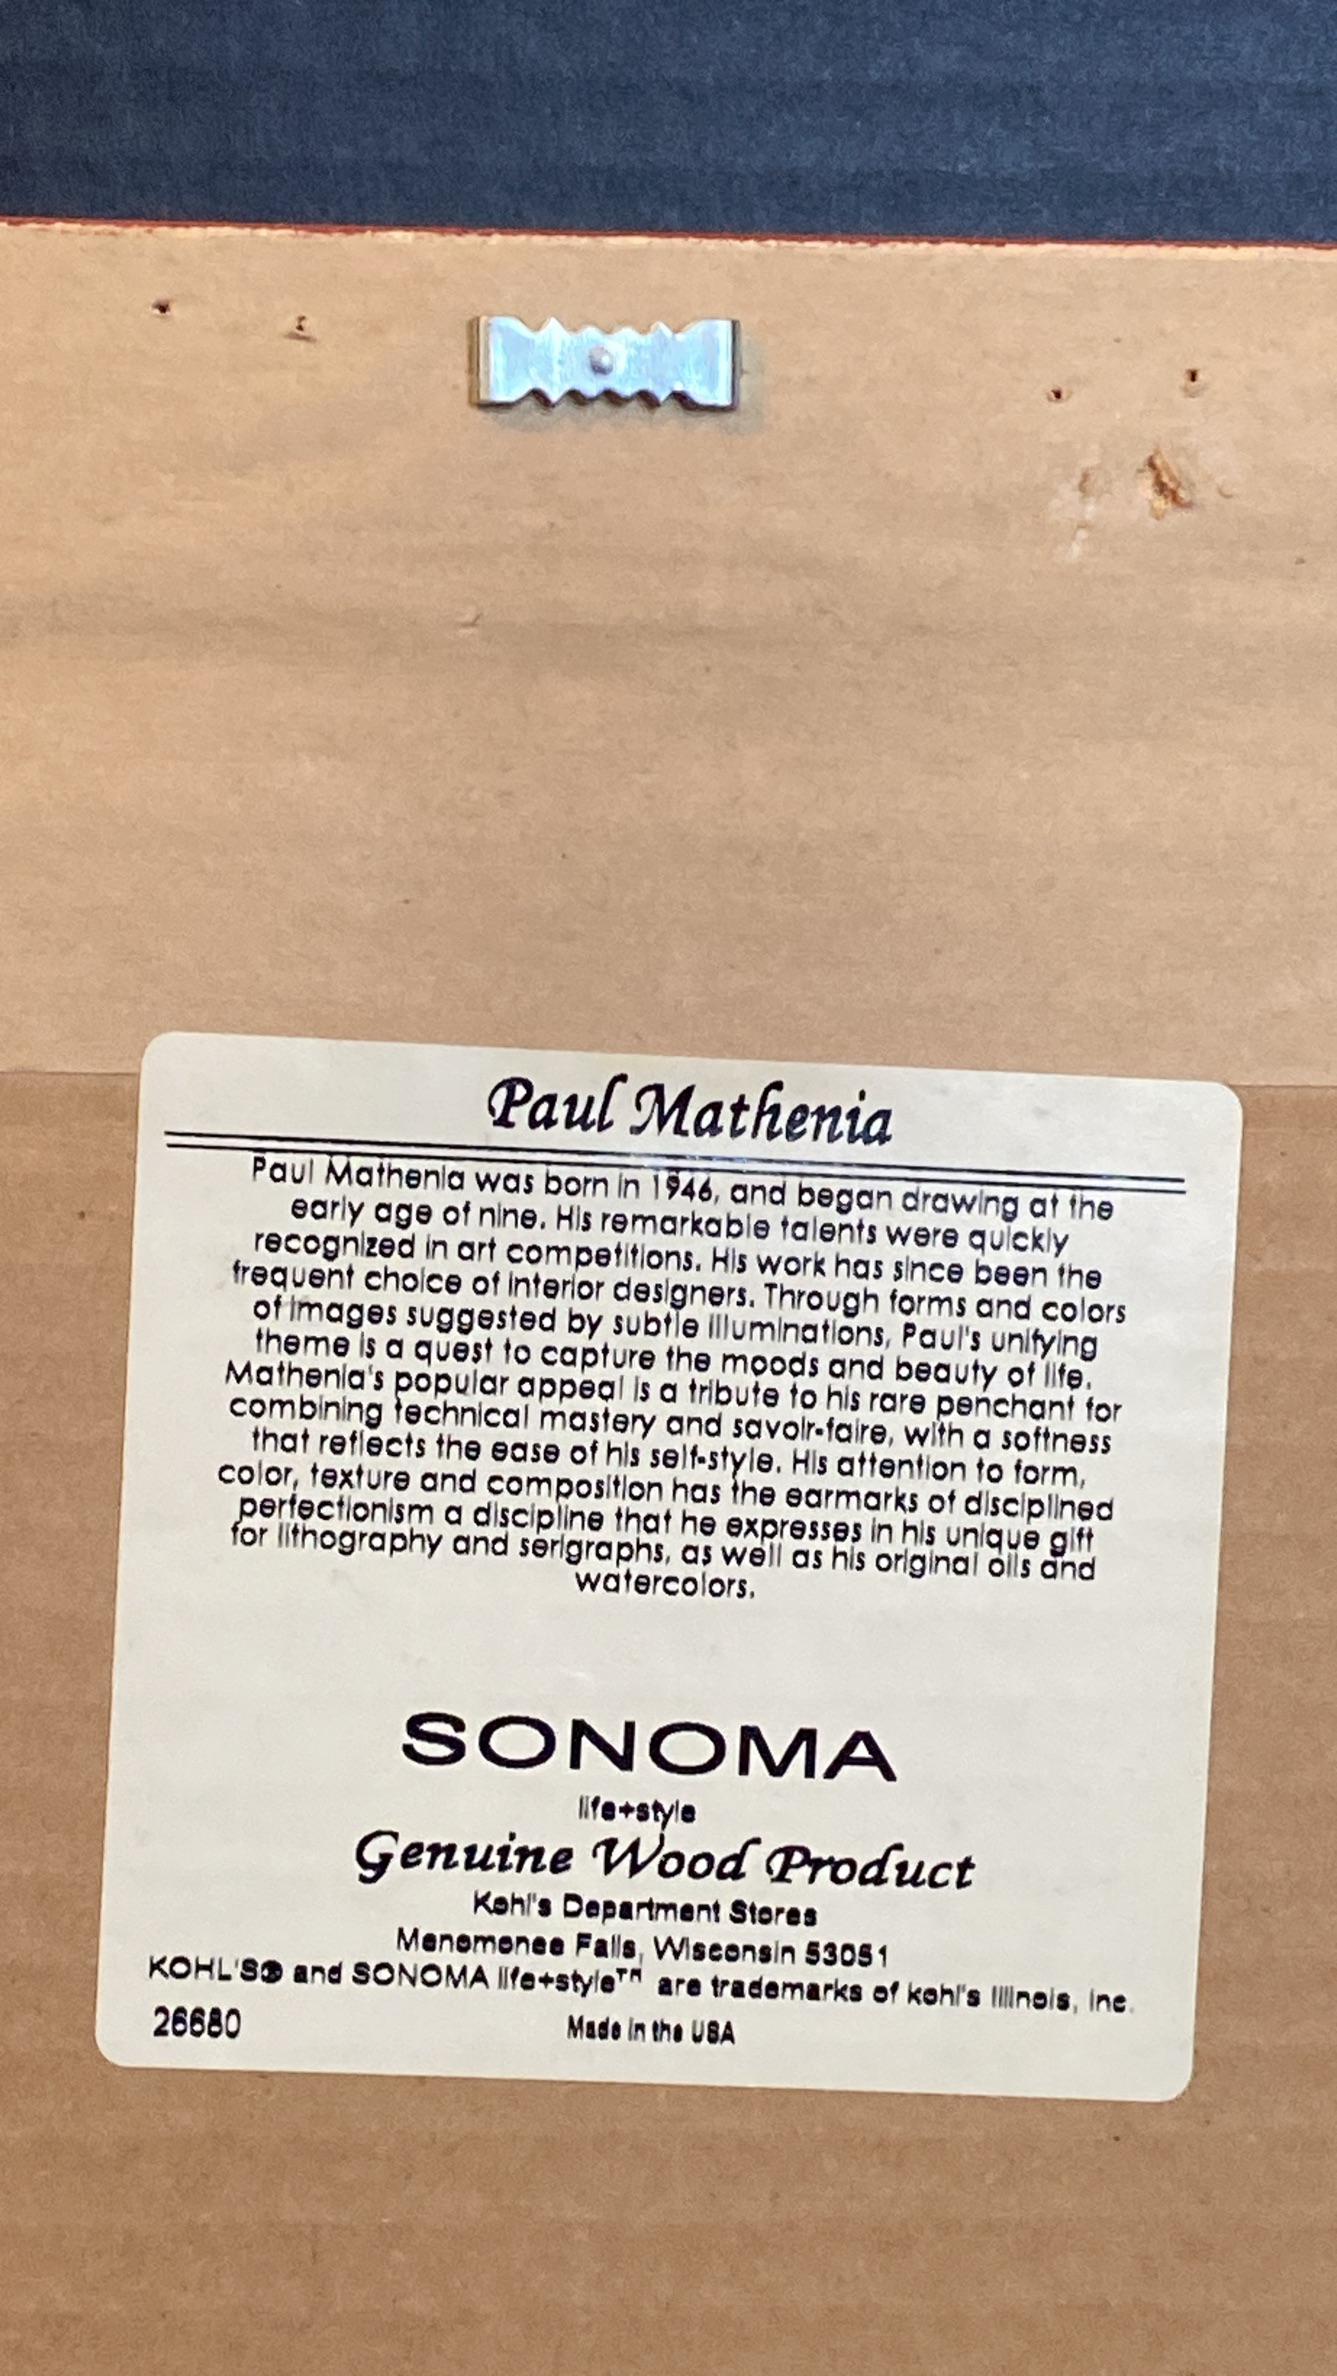 Paul Mathenia
Paul Mathenia was born in 1946, and began drawing at the
early age of nine. His remarkable talents were quickly
recognized in art competitions. His work has since been the
frequent choice of interior designers. Through forms and colors
of images suggested by subtle illuminations, Paul's unifying
theme is a quest to capture the moods and beauty of life.
Mathenia's popular appeal is a tribute to his rare penchant for
combining technical mastery and savoir-faire, with a softness
that reflects the ease of his self-style. His attention to form,
color, texture and composition has the earmarks of disciplined
perfectionism a discipline that he expresses in his unique gift
for lithography and serigraphs, as well as his original oils and
watercolors.
SONOMA
life+style
Genuine Wood Product
Kohl's Department Stores
Menomonee Falls, Wisconsin 53051
KOHL'S® and SONOMA life+style™ are trademarks of kohl's Illinois, Inc.
26680 Made in the USA